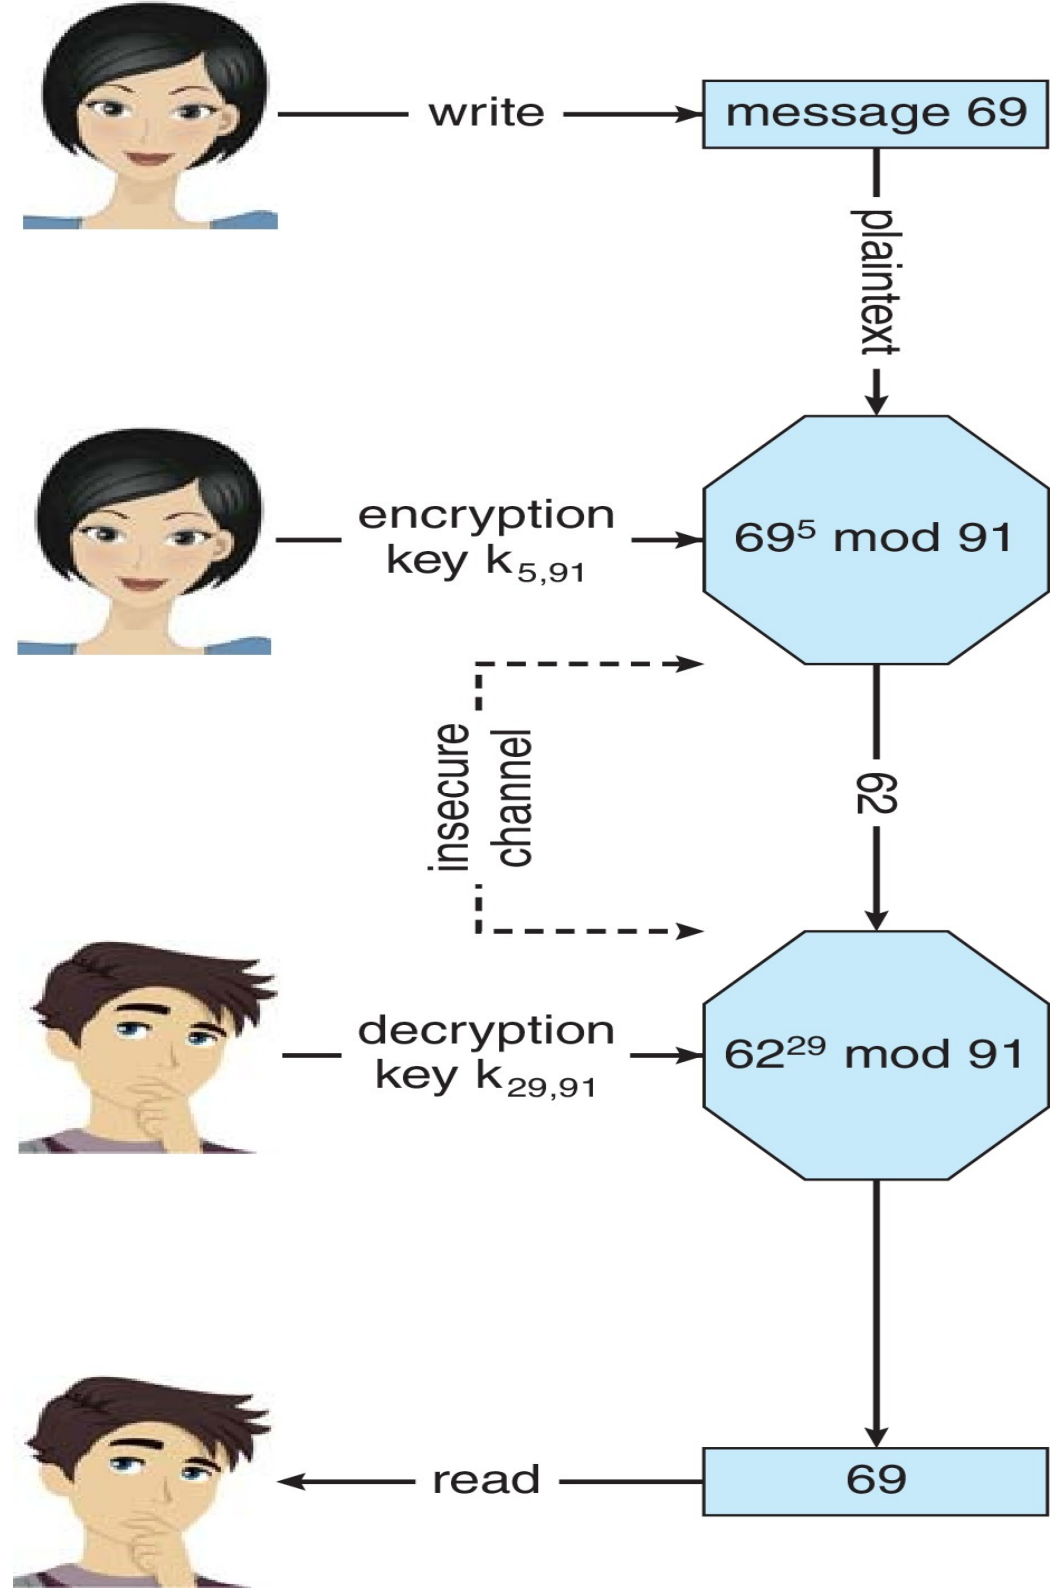 write
message 69
plaintext
encryption
key k₅,₉₁
69⁵ mod 91
insecure
channel
62
decryption
key k₂₉,₉₁
62²⁹ mod 91
read
69